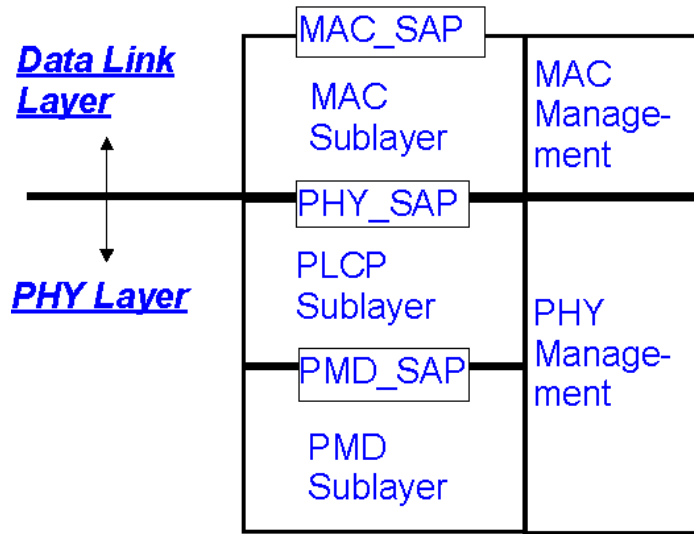 MAC_SAP
Data Link
Layer
MAC
Sublayer
MAC
Manage-
ment
PHY_SAP
PHY Layer
PLCP
Sublayer
PHY
Manage-
ment
PMD_SAP
PMD
Sublayer